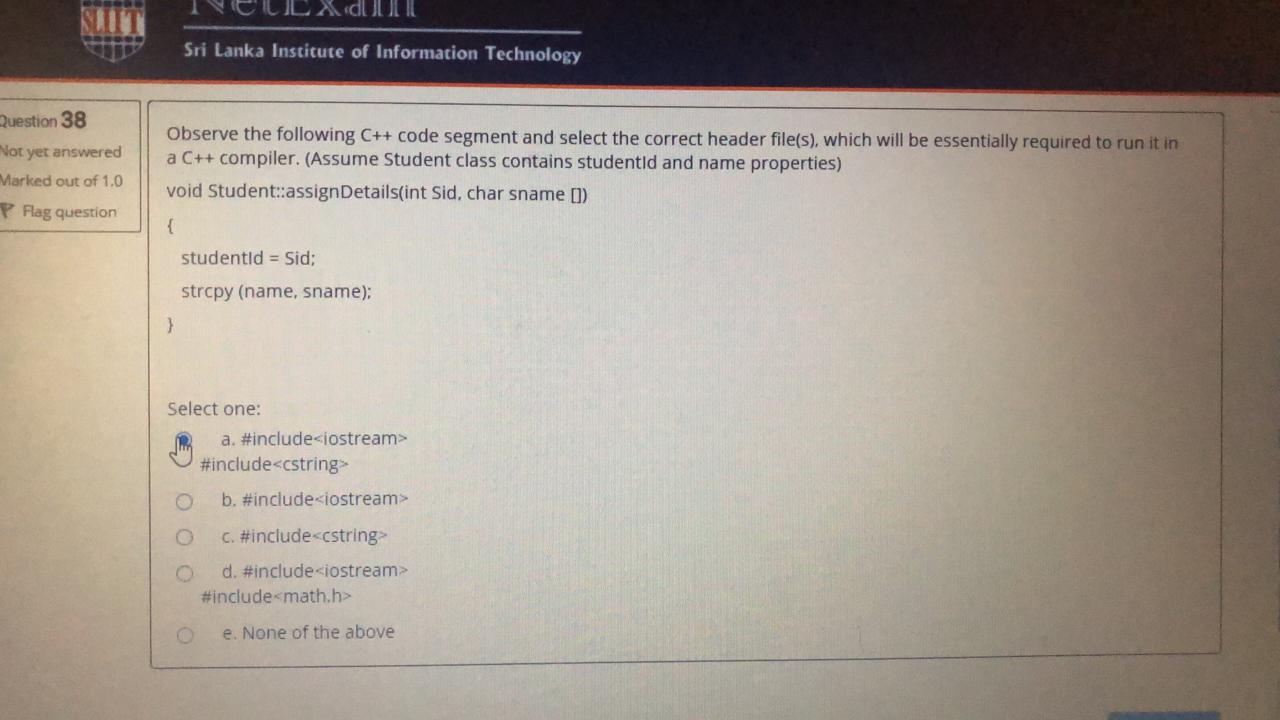 SLIIT
NetExam
Sri Lanka Institute of Information Technology
Question 38
Not yet answered
Marked out of 1.0
Flag question
Observe the following C++ code segment and select the correct header file(s), which will be essentially required to run it in
a C++ compiler. (Assume Student class contains studentId and name properties)
void Student::assignDetails(int Sid, char sname [])
{
studentId = Sid;
strcpy (name, sname);
}
Select one:
a. #include<iostream>
#include<cstring>
b. #include<iostream>
c. #include<cstring>
d. #include<iostream>
#include<math.h>
e. None of the above